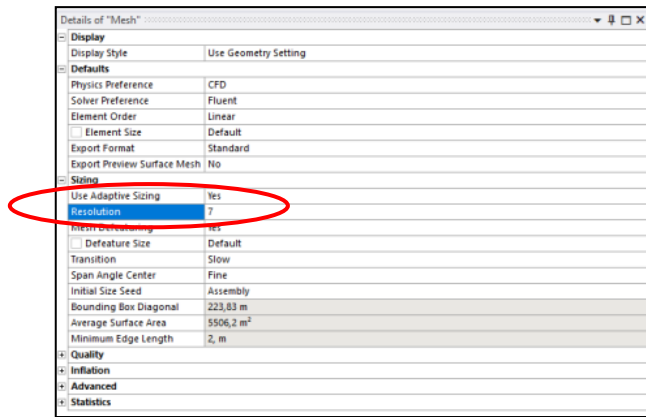 Details of "Mesh"
Display
Display Style Use Geometry Setting
Defaults
Physics Preference CFD
Solver Preference Fluent
Element Order Linear
Element Size Default
Export Format Standard
Export Preview Surface Mesh No
Sizing
Use Adaptive Sizing Yes
Resolution 7
Mesh Defeaturing Yes
Defeature Size Default
Transition Slow
Span Angle Center Fine
Initial Size Seed Assembly
Bounding Box Diagonal 223,83 m
Average Surface Area 5506,2 m²
Minimum Edge Length 2, m
Quality
Inflation
Advanced
Statistics